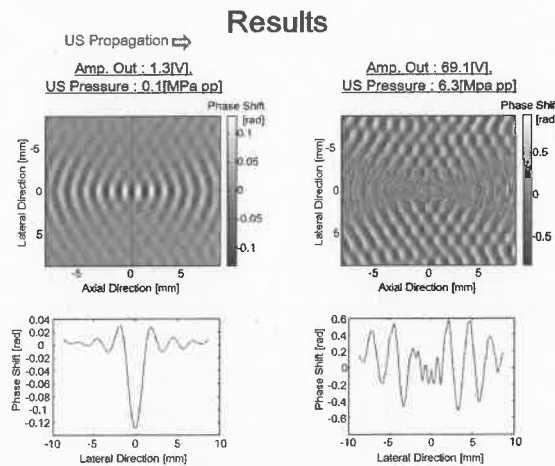 Results
US Propagation
Amp. Out : 1.3[V],
US Pressure : 0.1[MPa pp]
Phase Shift
[rad]
Lateral Direction [mm]
-5
0
5
0.1
0.05
0
-0.05
-0.1
-5 0 5
Axial Direction [mm]
Amp. Out : 69.1[V],
US Pressure : 6.3[Mpa pp]
Phase Shift
[rad]
Lateral Direction [mm]
-5
0
5
0.5
0
-0.5
-5 0 5
Axial Direction [mm]
Phase Shift [rad]
0.04
0.02
0
-0.02
-0.04
-0.06
-0.08
-0.1
-0.12
-10 -5 0 5 10
Lateral Direction [mm]
Phase Shift [rad]
0.6
0.4
0.2
0
0.2
0.4
0.6
-10 -5 0 5 10
Lateral Direction [mm]